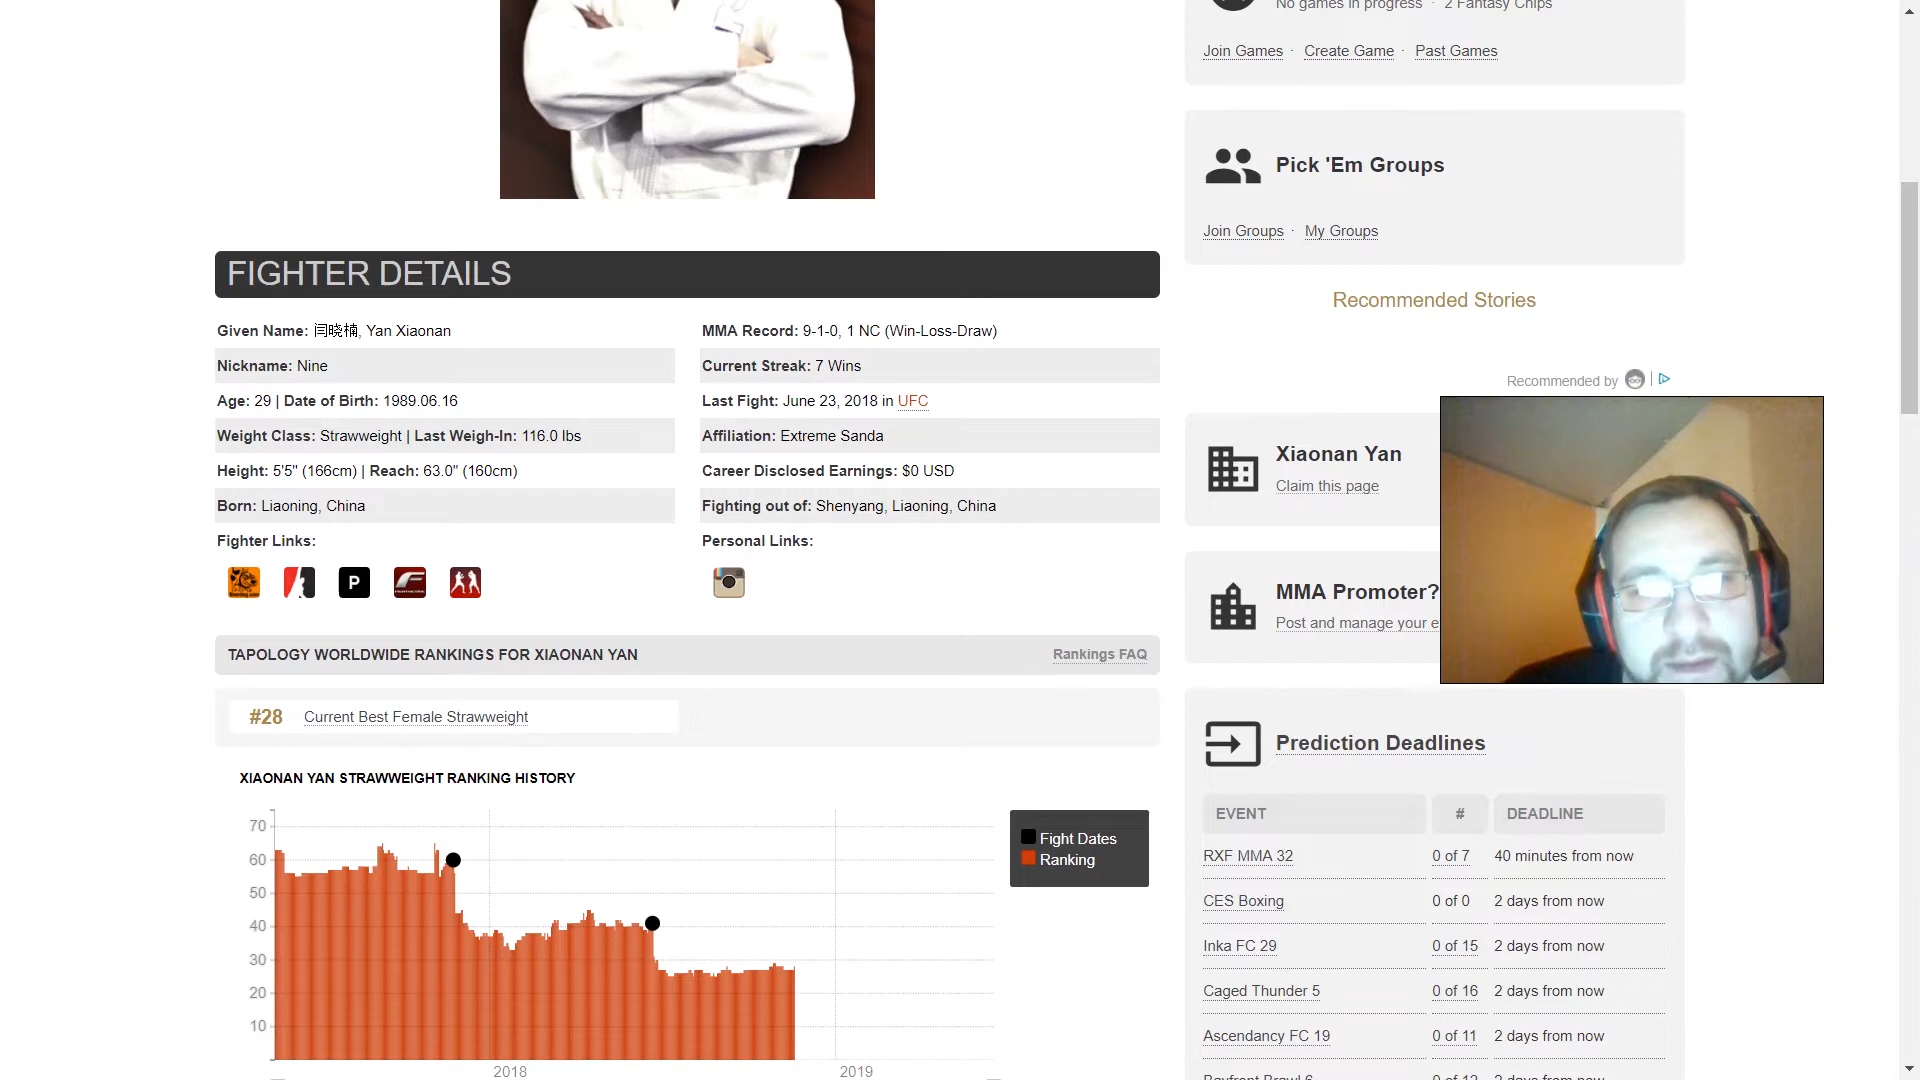 No games in progress · 2 Fantasy Chips
Join Games · Create Game · Past Games
Pick 'Em Groups
Join Groups · My Groups
Recommended Stories
Recommended by
FIGHTER DETAILS
Given Name: 闫晓楠, Yan Xiaonan
MMA Record: 9-1-0, 1 NC (Win-Loss-Draw)
Nickname: Nine
Current Streak: 7 Wins
Age: 29 | Date of Birth: 1989.06.16
Last Fight: June 23, 2018 in UFC
Weight Class: Strawweight | Last Weigh-In: 116.0 lbs
Affiliation: Extreme Sanda
Height: 5'5" (166cm) | Reach: 63.0" (160cm)
Career Disclosed Earnings: $0 USD
Born: Liaoning, China
Fighting out of: Shenyang, Liaoning, China
Fighter Links:
Personal Links:
P
F
Xiaonan Yan
Claim this page
MMA Promoter?
Post and manage your e
TAPOLOGY WORLDWIDE RANKINGS FOR XIAONAN YAN
Rankings FAQ
#28 Current Best Female Strawweight
XIAONAN YAN STRAWWEIGHT RANKING HISTORY
70
60
50
40
30
20
10
2018
2019
Fight Dates
Ranking
Prediction Deadlines
EVENT # DEADLINE
RXF MMA 32 0 of 7 40 minutes from now
CES Boxing 0 of 0 2 days from now
Inka FC 29 0 of 15 2 days from now
Caged Thunder 5 0 of 16 2 days from now
Ascendancy FC 19 0 of 11 2 days from now